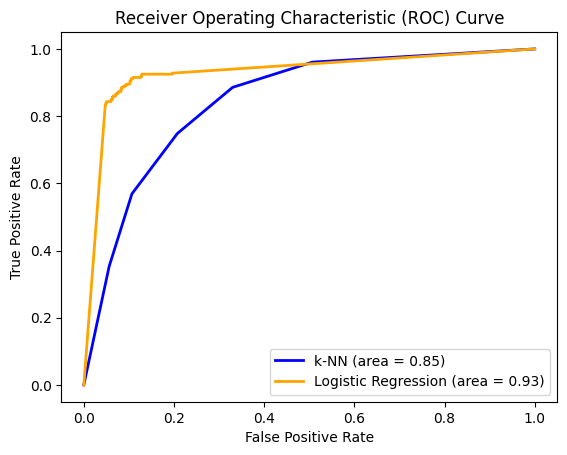 Receiver Operating Characteristic (ROC) Curve
1.0
0.8
0.6
0.4
0.2
0.0
True Positive Rate
k-NN (area = 0.85)
Logistic Regression (area = 0.93)
0.0 0.2 0.4 0.6 0.8 1.0
False Positive Rate